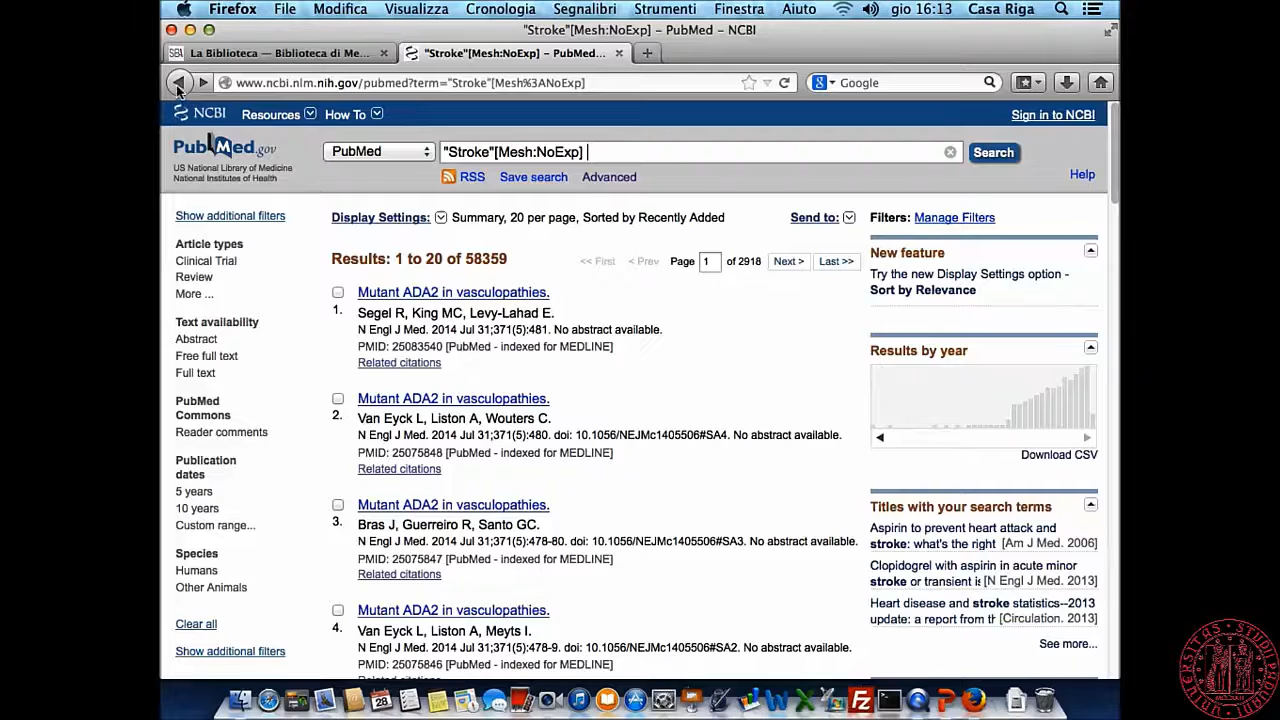 Firefox File Modifica Visualizza Cronologia Segnalibri Strumenti Finestra Aiuto gio 16:13 Casa Riga
"Stroke"[Mesh:NoExp] - PubMed - NCBI
SBA La Biblioteca — Biblioteca di Me... "Stroke"[Mesh:NoExp] - PubMed...
www.ncbi.nlm.nih.gov/pubmed?term="Stroke"[Mesh%3ANoExp] Google
NCBI Resources How To Sign in to NCBI
PubMed.gov
US National Library of Medicine
National Institutes of Health
PubMed "Stroke"[Mesh:NoExp] Search
RSS Save search Advanced Help
Show additional filters
Article types
Clinical Trial
Review
More ...
Text availability
Abstract
Free full text
Full text
PubMed
Commons
Reader comments
Publication
dates
5 years
10 years
Custom range...
Species
Humans
Other Animals
Clear all
Show additional filters
Display Settings: Summary, 20 per page, Sorted by Recently Added Send to:
Results: 1 to 20 of 58359 << First < Prev Page 1 of 2918 Next > Last >>
Mutant ADA2 in vasculopathies.
1. Segel R, King MC, Levy-Lahad E.
N Engl J Med. 2014 Jul 31;371(5):481. No abstract available.
PMID: 25083540 [PubMed - indexed for MEDLINE]
Related citations
Mutant ADA2 in vasculopathies.
2. Van Eyck L, Liston A, Wouters C.
N Engl J Med. 2014 Jul 31;371(5):480. doi: 10.1056/NEJMc1405506#SA4. No abstract available.
PMID: 25075848 [PubMed - indexed for MEDLINE]
Related citations
Mutant ADA2 in vasculopathies.
3. Bras J, Guerreiro R, Santo GC.
N Engl J Med. 2014 Jul 31;371(5):478-80. doi: 10.1056/NEJMc1405506#SA3. No abstract available.
PMID: 25075847 [PubMed - indexed for MEDLINE]
Related citations
Mutant ADA2 in vasculopathies.
4. Van Eyck L, Liston A, Meyts I.
N Engl J Med. 2014 Jul 31;371(5):478-9. doi: 10.1056/NEJMc1405506#SA2. No abstract available.
PMID: 25075846 [PubMed - indexed for MEDLINE]
Filters: Manage Filters
New feature
Try the new Display Settings option -
Sort by Relevance
Results by year
Download CSV
Titles with your search terms
Aspirin to prevent heart attack and
stroke: what's the right [Am J Med. 2006]
Clopidogrel with aspirin in acute minor
stroke or transient is [N Engl J Med. 2013]
Heart disease and stroke statistics--2013
update: a report from th [Circulation. 2013]
See more...